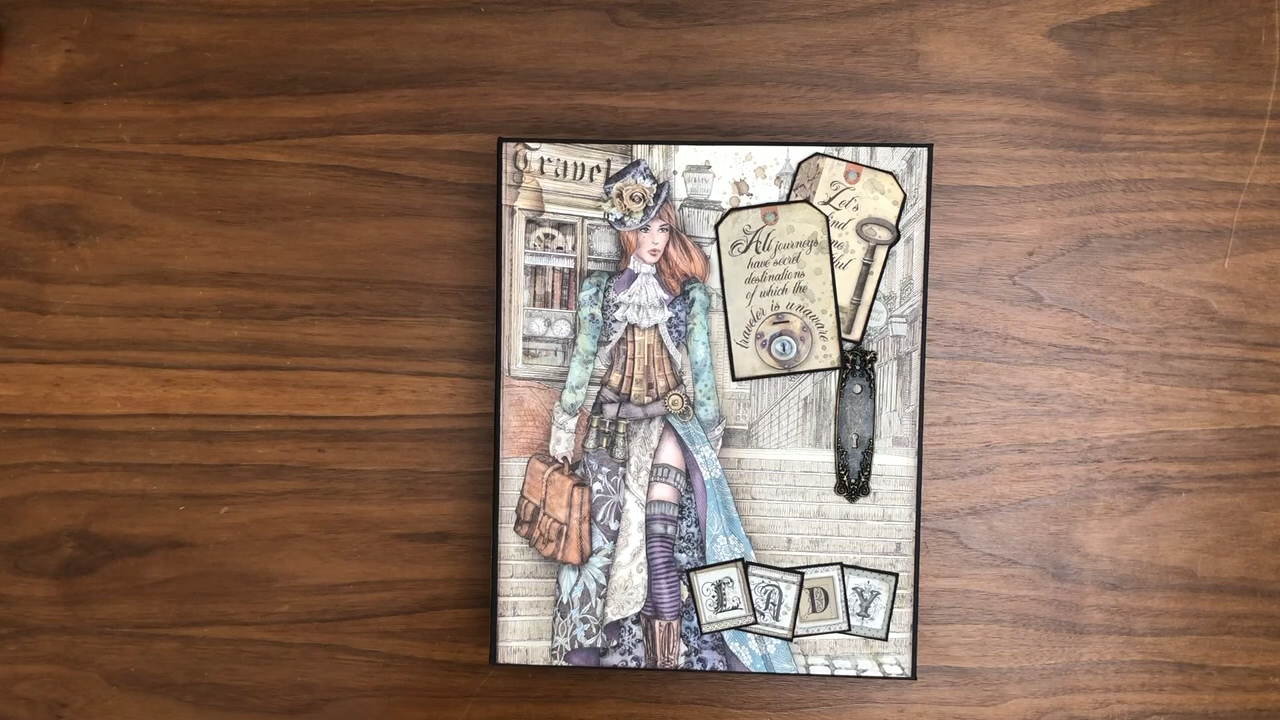 Travel
Let's
All journeys
have secret
destinations
of which the
traveler is unaware
LADY